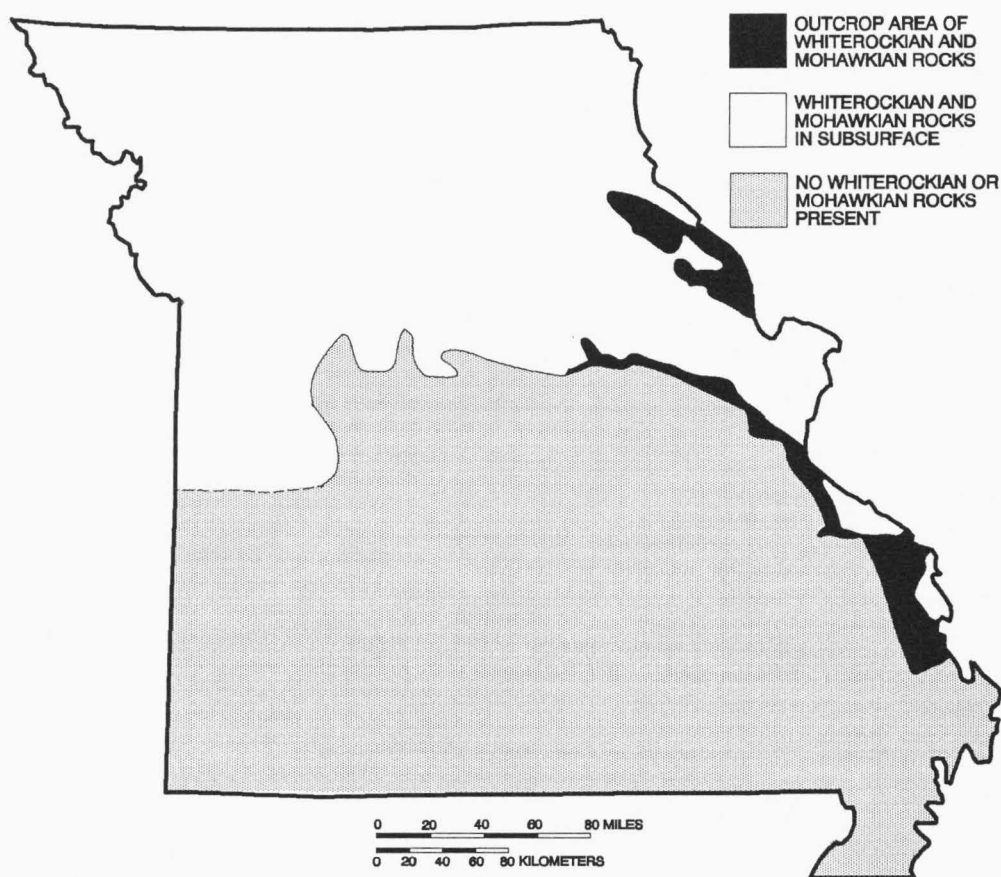 OUTCROP AREA OF
WHITEROCKIAN AND
MOHAWKIAN ROCKS
WHITEROCKIAN AND
MOHAWKIAN ROCKS
IN SUBSURFACE
NO WHITEROCKIAN OR
MOHAWKIAN ROCKS
PRESENT
0 20 40 60 80 MILES
0 20 40 60 80 KILOMETERS